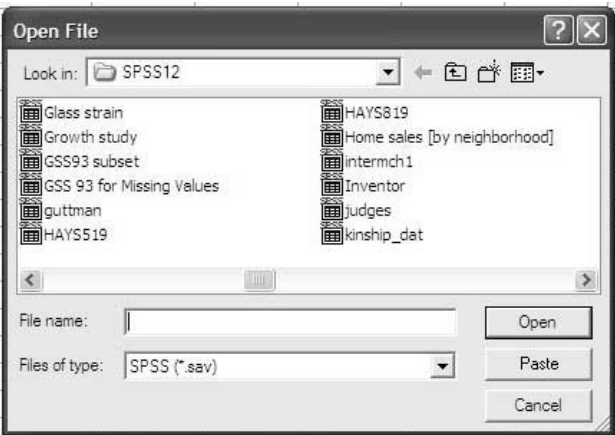 Open File
Look in: SPSS12
Glass strain
Growth study
GSS93 subset
GSS 93 for Missing Values
guttman
HAYS519
HAYS819
Home sales [by neighborhood]
intermch1
Inventor
judges
kinship_dat
File name:
Open
Files of type: SPSS (*.sav)
Paste
Cancel